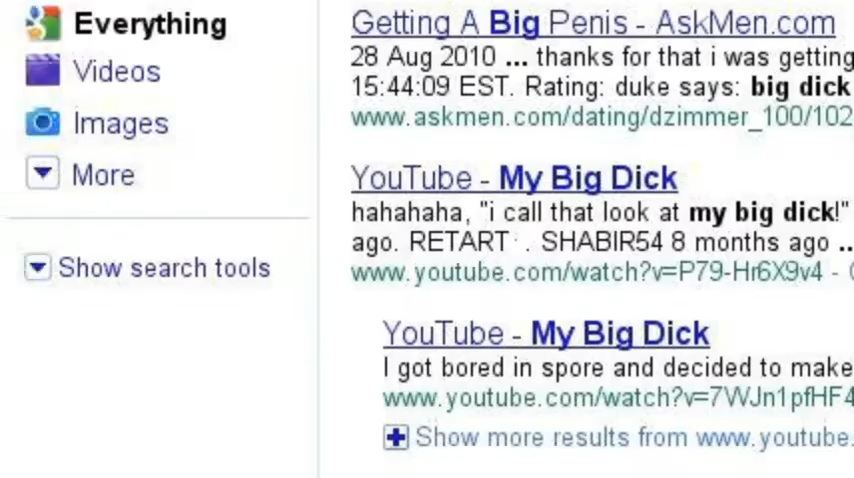 Everything
Videos
Images
More
Show search tools
Getting A Big Penis - AskMen.com
28 Aug 2010 ... thanks for that i was getting
15:44:09 EST. Rating: duke says: big dick
www.askmen.com/dating/dzimmer_100/102
YouTube - My Big Dick
hahahaha, "i call that look at my big dick!"
ago. RETART . SHABIR54 8 months ago ..
www.youtube.com/watch?v=P79-Hr6X9v4 -
YouTube - My Big Dick
I got bored in spore and decided to make
www.youtube.com/watch?v=7WJn1pfHF4
Show more results from www.youtube.